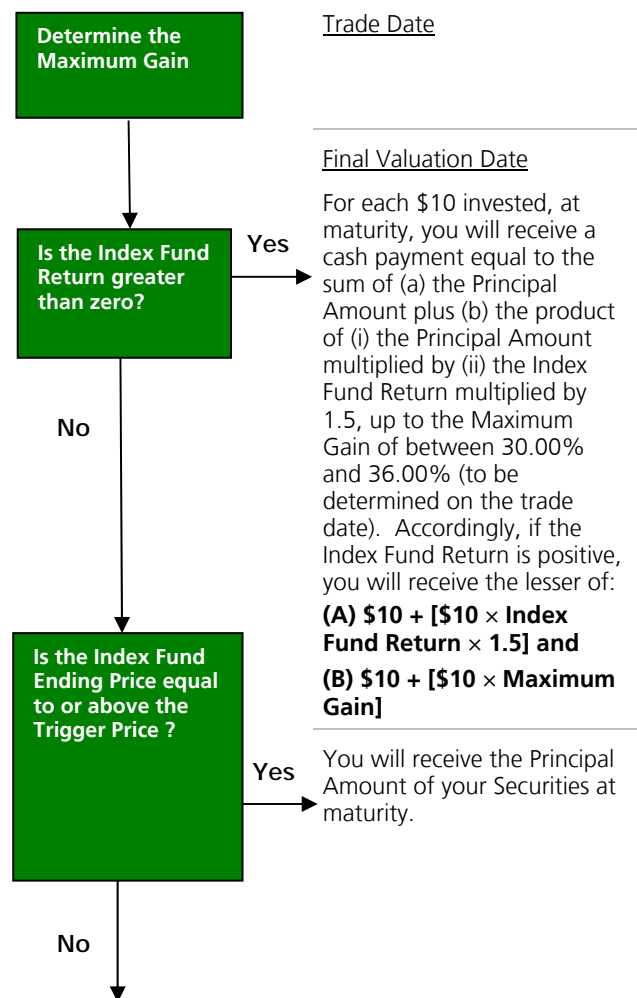 Determine the
Maximum Gain
Trade Date
Final Valuation Date
For each $10 invested, at
maturity, you will receive a
cash payment equal to the
sum of (a) the Principal
Amount plus (b) the product
of (i) the Principal Amount
multiplied by (ii) the Index
Fund Return multiplied by
1.5, up to the Maximum
Gain of between 30.00%
and 36.00% (to be
determined on the trade
date). Accordingly, if the
Index Fund Return is positive,
you will receive the lesser of:
(A) $10 + [$10 × Index
Fund Return × 1.5] and
(B) $10 + [$10 × Maximum
Gain]
Is the Index Fund
Return greater
than zero?
Yes
No
Is the Index Fund
Ending Price equal
to or above the
Trigger Price ?
Yes
You will receive the Principal
Amount of your Securities at
maturity.
No